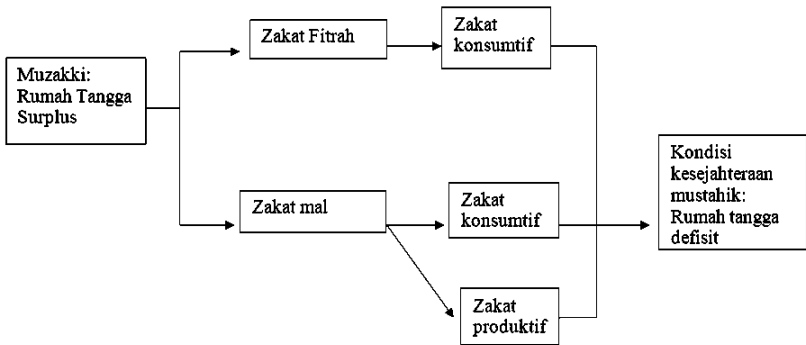 Muzakki:
Rumah Tangga
Surplus
Zakat Fitrah
Zakat
konsumtif
Zakat mal
Zakat
konsumtif
Zakat
produktif
Kondisi
kesejahteraan
mustahik:
Rumah tangga
defisit